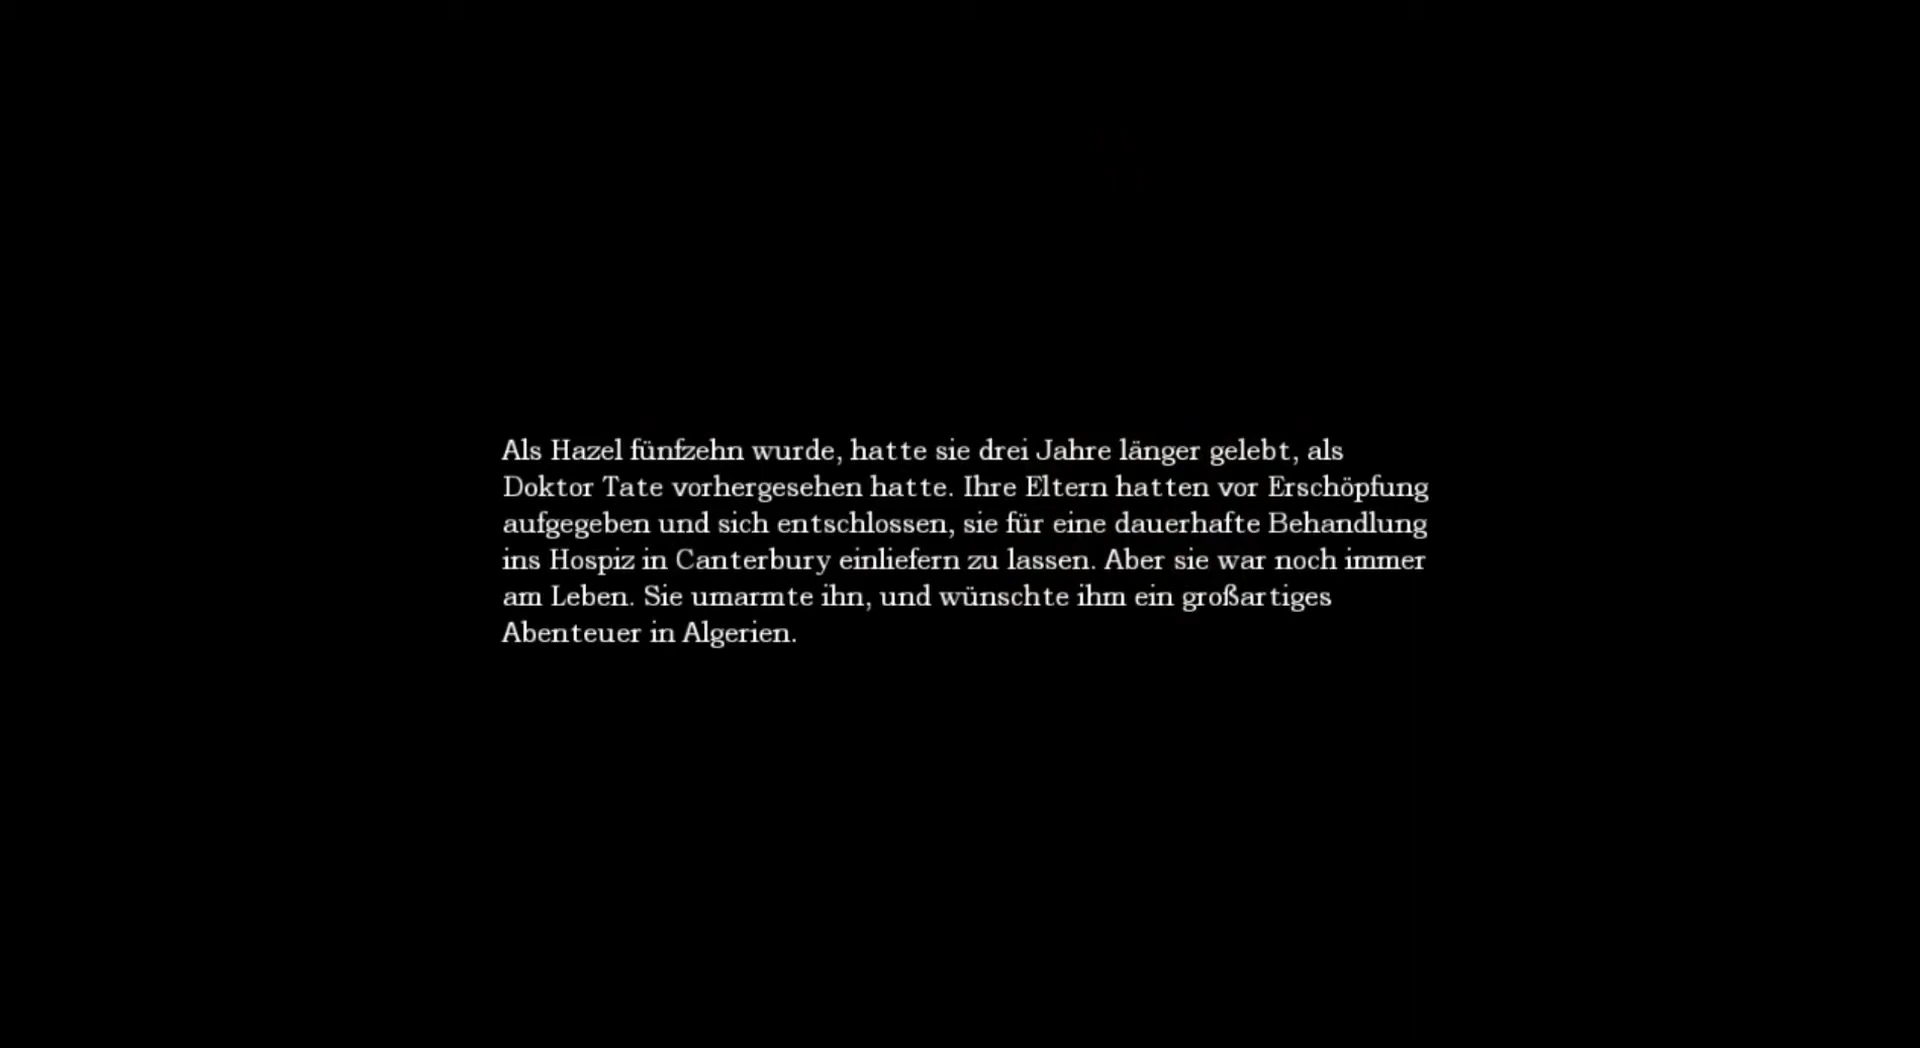 Als Hazel fünfzehn wurde, hatte sie drei Jahre länger gelebt, als
Doktor Tate vorhergesehen hatte. Ihre Eltern hatten vor Erschöpfung
aufgegeben und sich entschlossen, sie für eine dauerhafte Behandlung
ins Hospiz in Canterbury einliefern zu lassen. Aber sie war noch immer
am Leben. Sie umarmte ihn, und wünschte ihm ein großartiges
Abenteuer in Algerien.